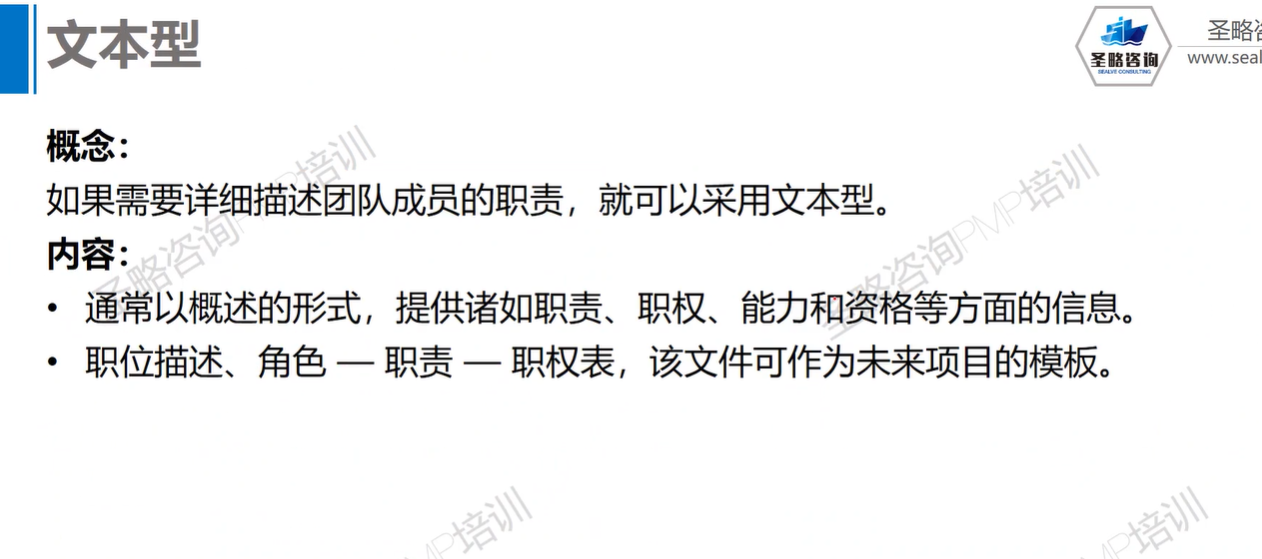 文本型
圣略咨询
SEALVE CONSULTING
圣略咨
www.seal
概念：
如果需要详细描述团队成员的职责，就可以采用文本型。
内容：
• 通常以概述的形式，提供诸如职责、职权、能力和资格等方面的信息。
• 职位描述、角色 — 职责 — 职权表，该文件可作为未来项目的模板。
圣略咨询PMP培训
圣略咨询PMP培训
MP培训
MP培训